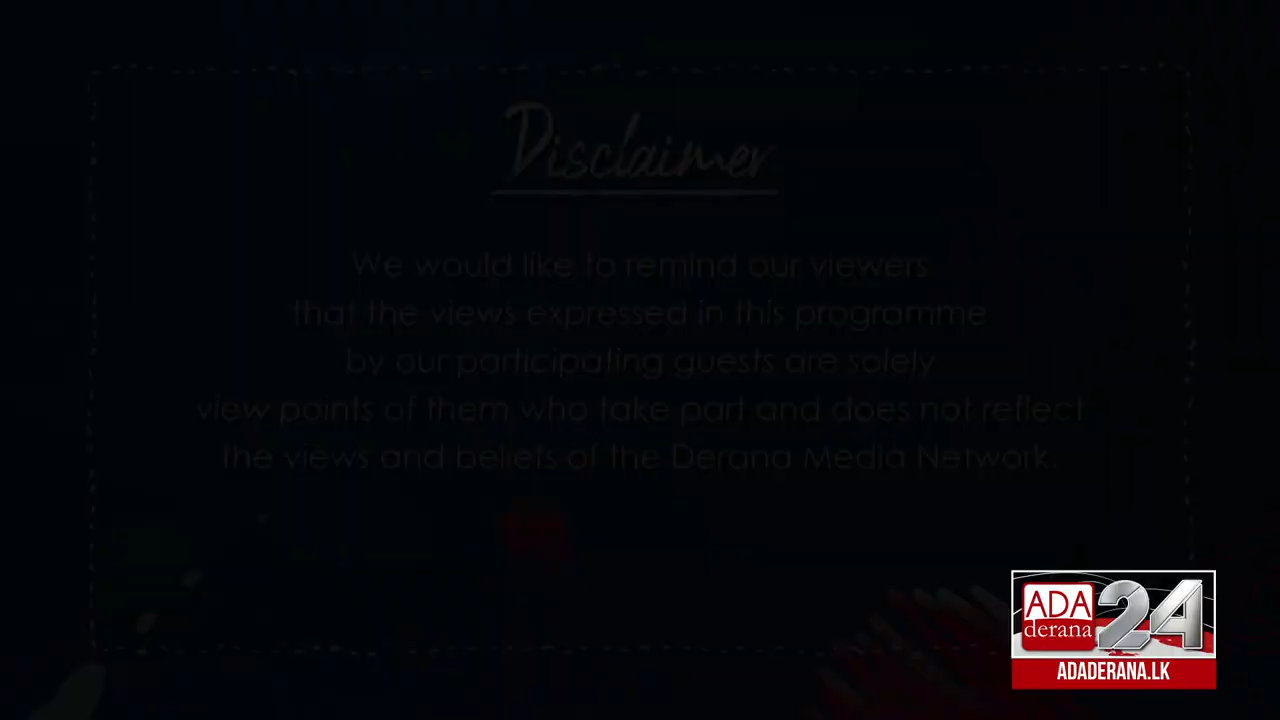 Disclaimer
We would like to remind our viewers
that the views expressed in this programme
by our participating guests are solely
view points of them who take part and does not reflect
the views and beliefs of the Derana Media Network.
ADA
derana
24
ADADERANA.LK